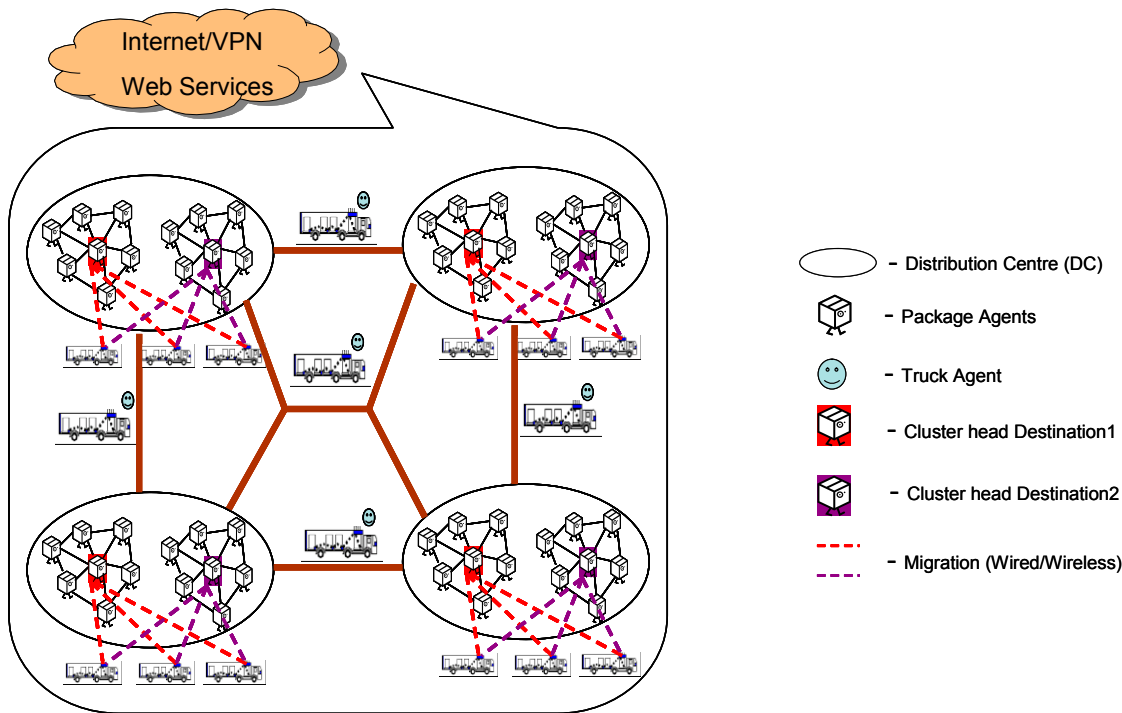 Internet/VPN
Web Services
- Distribution Centre (DC)
- Package Agents
- Truck Agent
- Cluster head Destination1
- Cluster head Destination2
- Migration (Wired/Wireless)